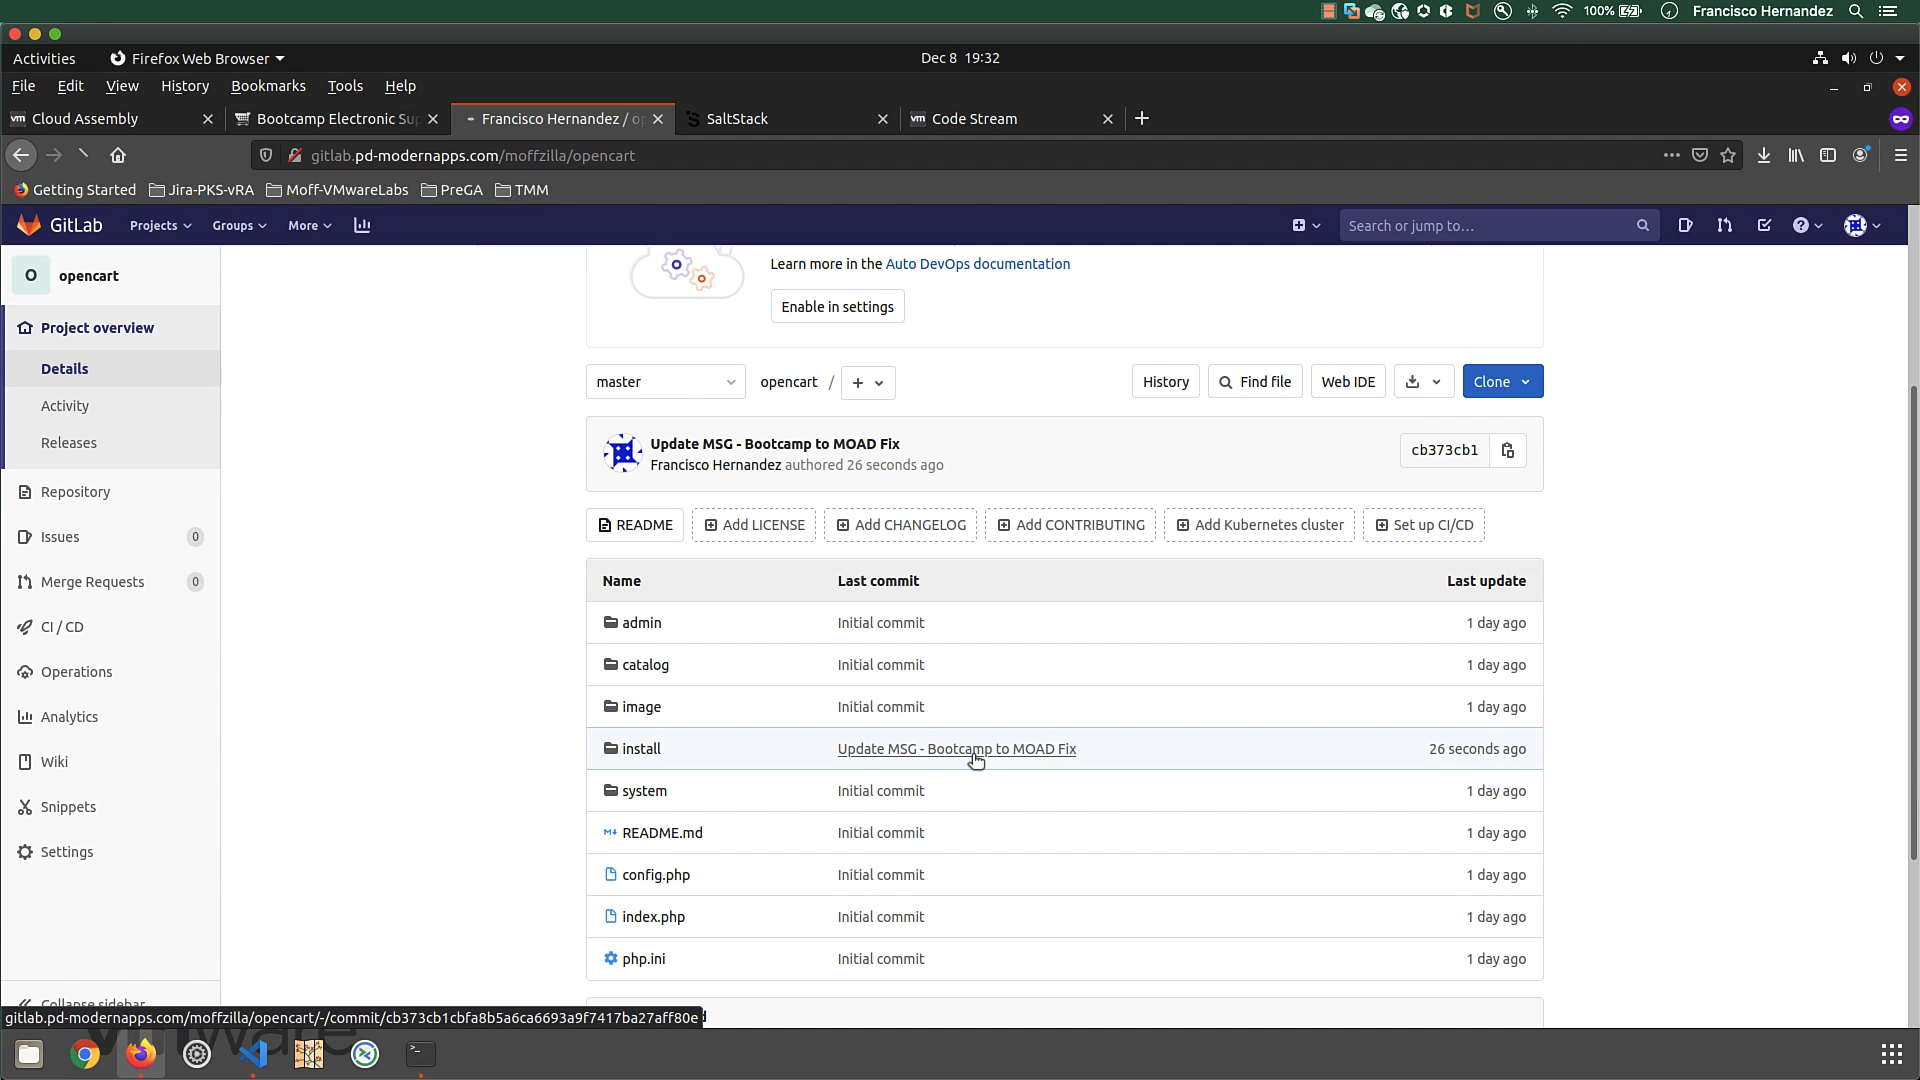 100%
Francisco Hernandez
Activities
Firefox Web Browser
Dec 8 19:32
File Edit View History Bookmarks Tools Help
Cloud Assembly
Bootcamp Electronic Su
Francisco Hernandez / o
SaltStack
Code Stream
gitlab.pd-modernapps.com/moffzilla/opencart
Getting Started
Jira-PKS-vRA
Moff-VMwareLabs
PreGA
TMM
GitLab
Projects
Groups
More
Search or jump to…
O
opencart
Project overview
Details
Activity
Releases
Repository
Issues 0
Merge Requests 0
CI / CD
Operations
Analytics
Wiki
Snippets
Settings
Collapse sidebar
Learn more in the Auto DevOps documentation
Enable in settings
master
opencart /
History
Find file
Web IDE
Clone
Update MSG - Bootcamp to MOAD Fix
Francisco Hernandez authored 26 seconds ago
cb373cb1
README
Add LICENSE
Add CHANGELOG
Add CONTRIBUTING
Add Kubernetes cluster
Set up CI/CD
Name Last commit Last update
admin Initial commit 1 day ago
catalog Initial commit 1 day ago
image Initial commit 1 day ago
install Update MSG - Bootcamp to MOAD Fix 26 seconds ago
system Initial commit 1 day ago
README.md Initial commit 1 day ago
config.php Initial commit 1 day ago
index.php Initial commit 1 day ago
php.ini Initial commit 1 day ago
gitlab.pd-modernapps.com/moffzilla/opencart/-/commit/cb373cb1cbfa8b5a6ca6693a9f7417ba27aff80e
vmware